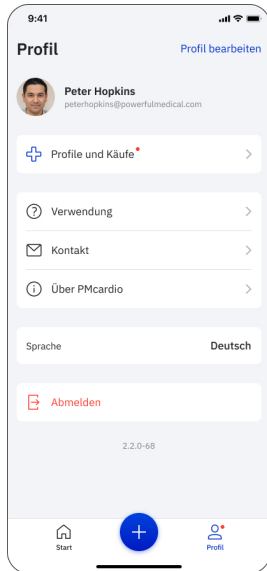 9:41
Profil
Profil bearbeiten
Peter Hopkins
peterhopkins@powerfulmedical.com
Profile und Käufe
Verwendung
Kontakt
Über PMcardio
Sprache
Deutsch
Abmelden
2.2.0-68
Start
Profil